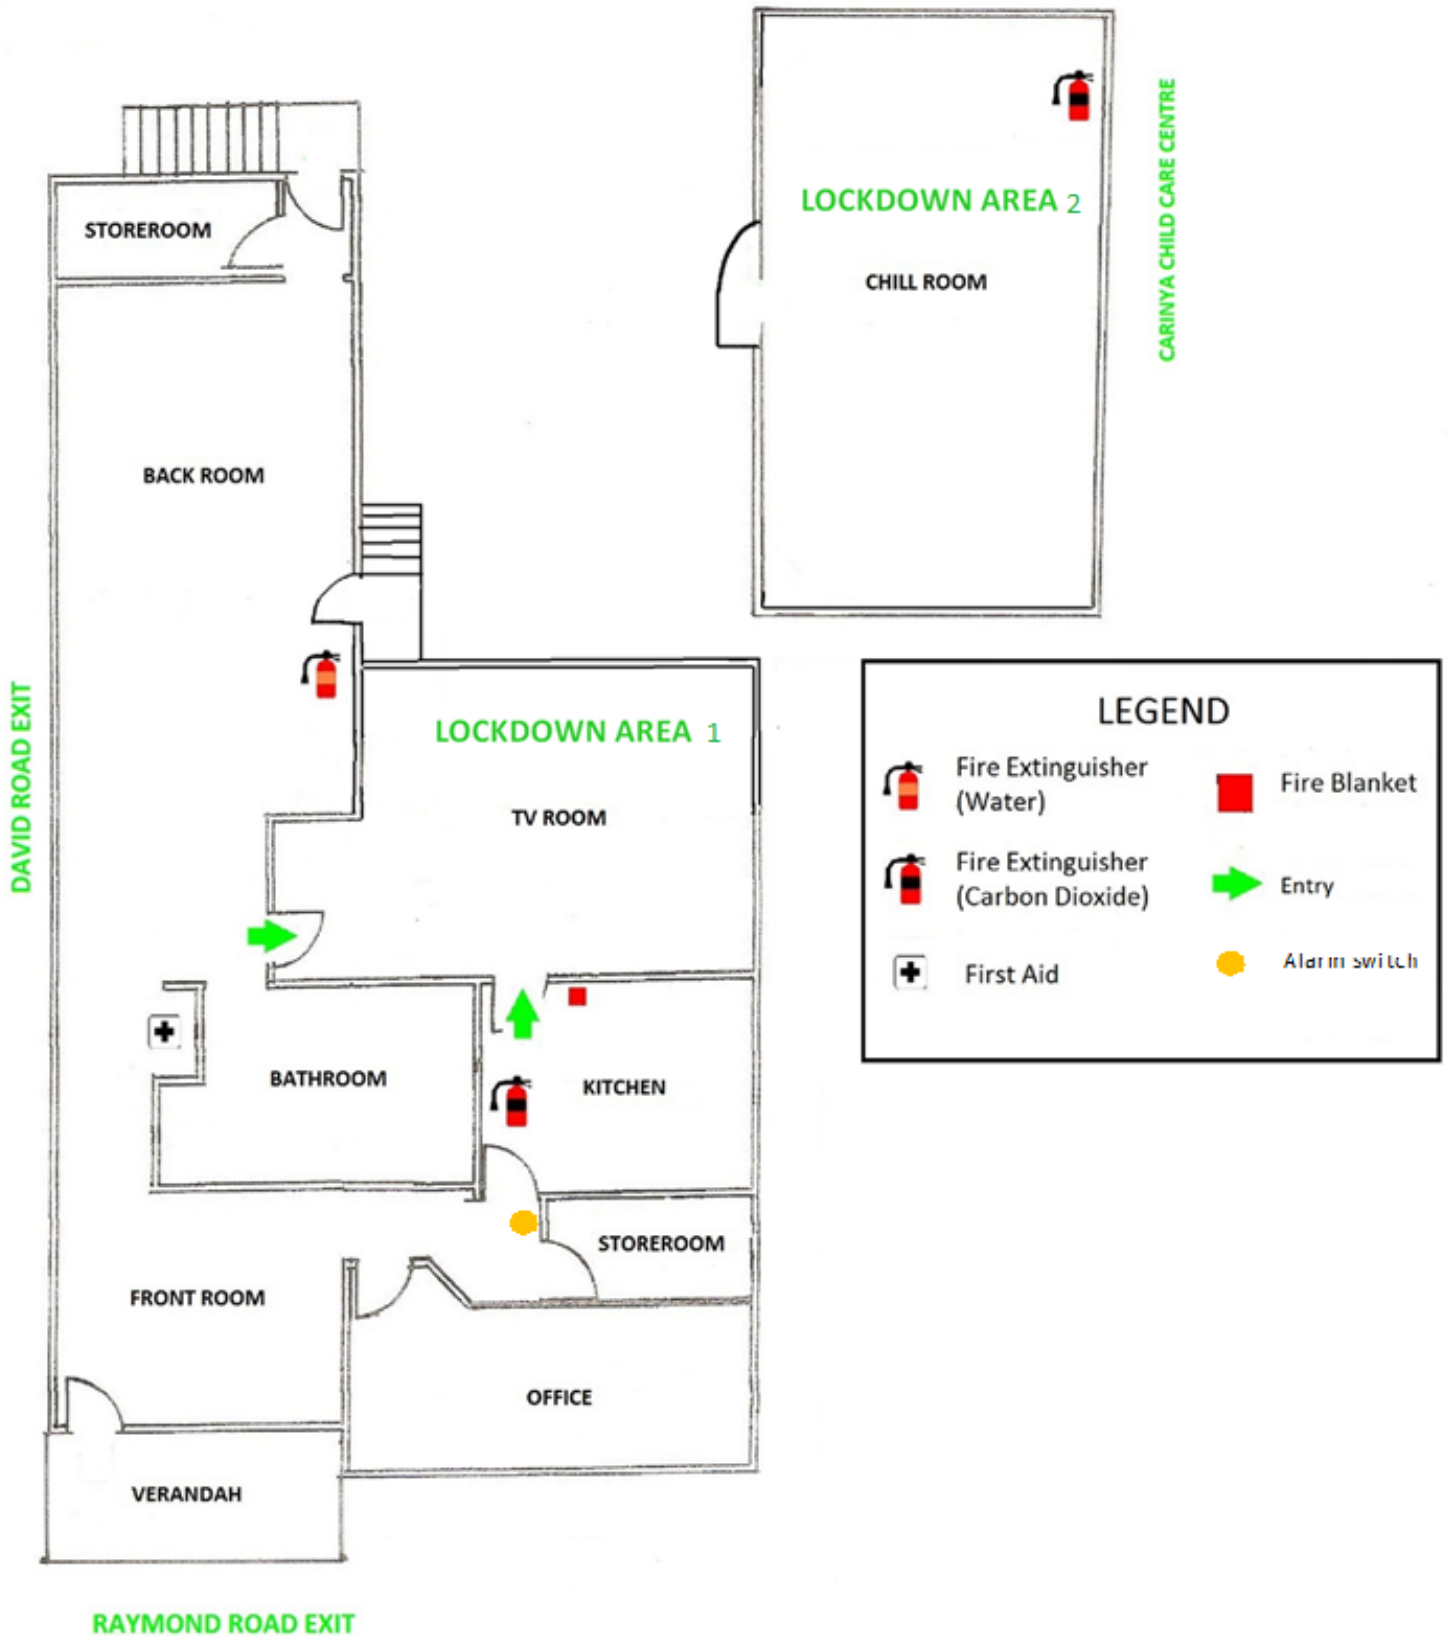 STOREROOM
LOCKDOWN AREA 2
CHILL ROOM
CARINYA CHILD CARE CENTRE
BACK ROOM
DAVID ROAD EXIT
LOCKDOWN AREA 1
TV ROOM
BATHROOM
KITCHEN
STOREROOM
FRONT ROOM
OFFICE
VERANDAH
RAYMOND ROAD EXIT
LEGEND
Fire Extinguisher
(Water)
Fire Extinguisher
(Carbon Dioxide)
First Aid
Fire Blanket
Entry
Alarm switch